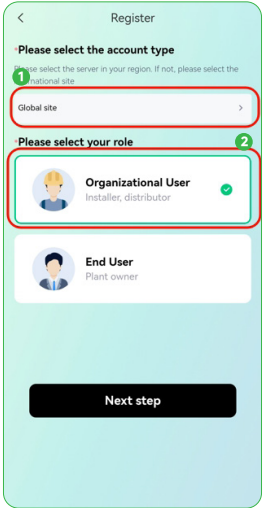 Register
*Please select the account type
Please select the server in your region. If not, please select the
national site
1
Global site
*Please select your role
2
Organizational User
Installer, distributor
End User
Plant owner
Next step